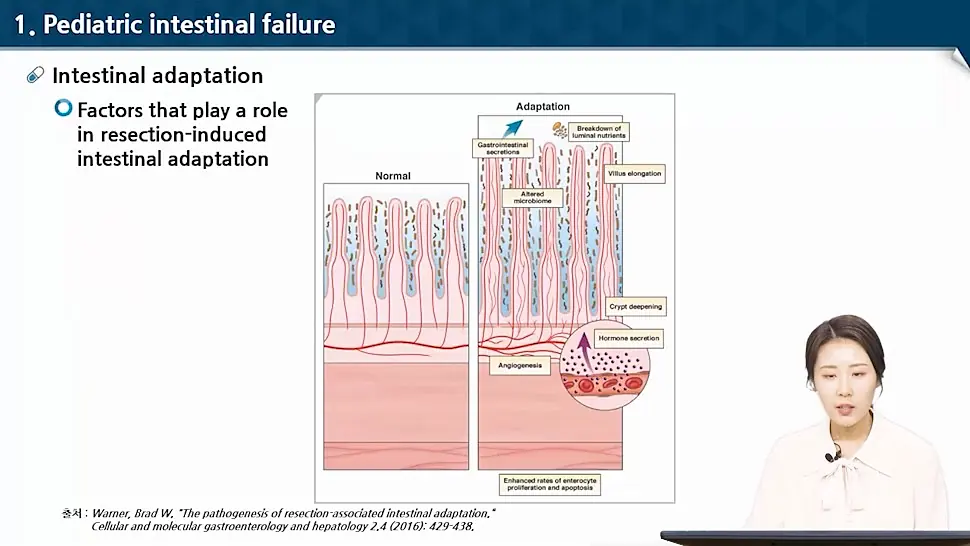 1. Pediatric intestinal failure
Intestinal adaptation
Factors that play a role
in resection-induced
intestinal adaptation
Normal
Adaptation
Gastrointestinal
secretions
Breakdown of
luminal nutrients
Villus elongation
Altered
microbiome
Crypt deepening
Hormone secretion
Angiogenesis
Enhanced rates of enterocyte
proliferation and apoptosis
출처 : Warner, Brad W. "The pathogenesis of resection-associated intestinal adaptation."
Cellular and molecular gastroenterology and hepatology 2.4 (2016): 429-438.